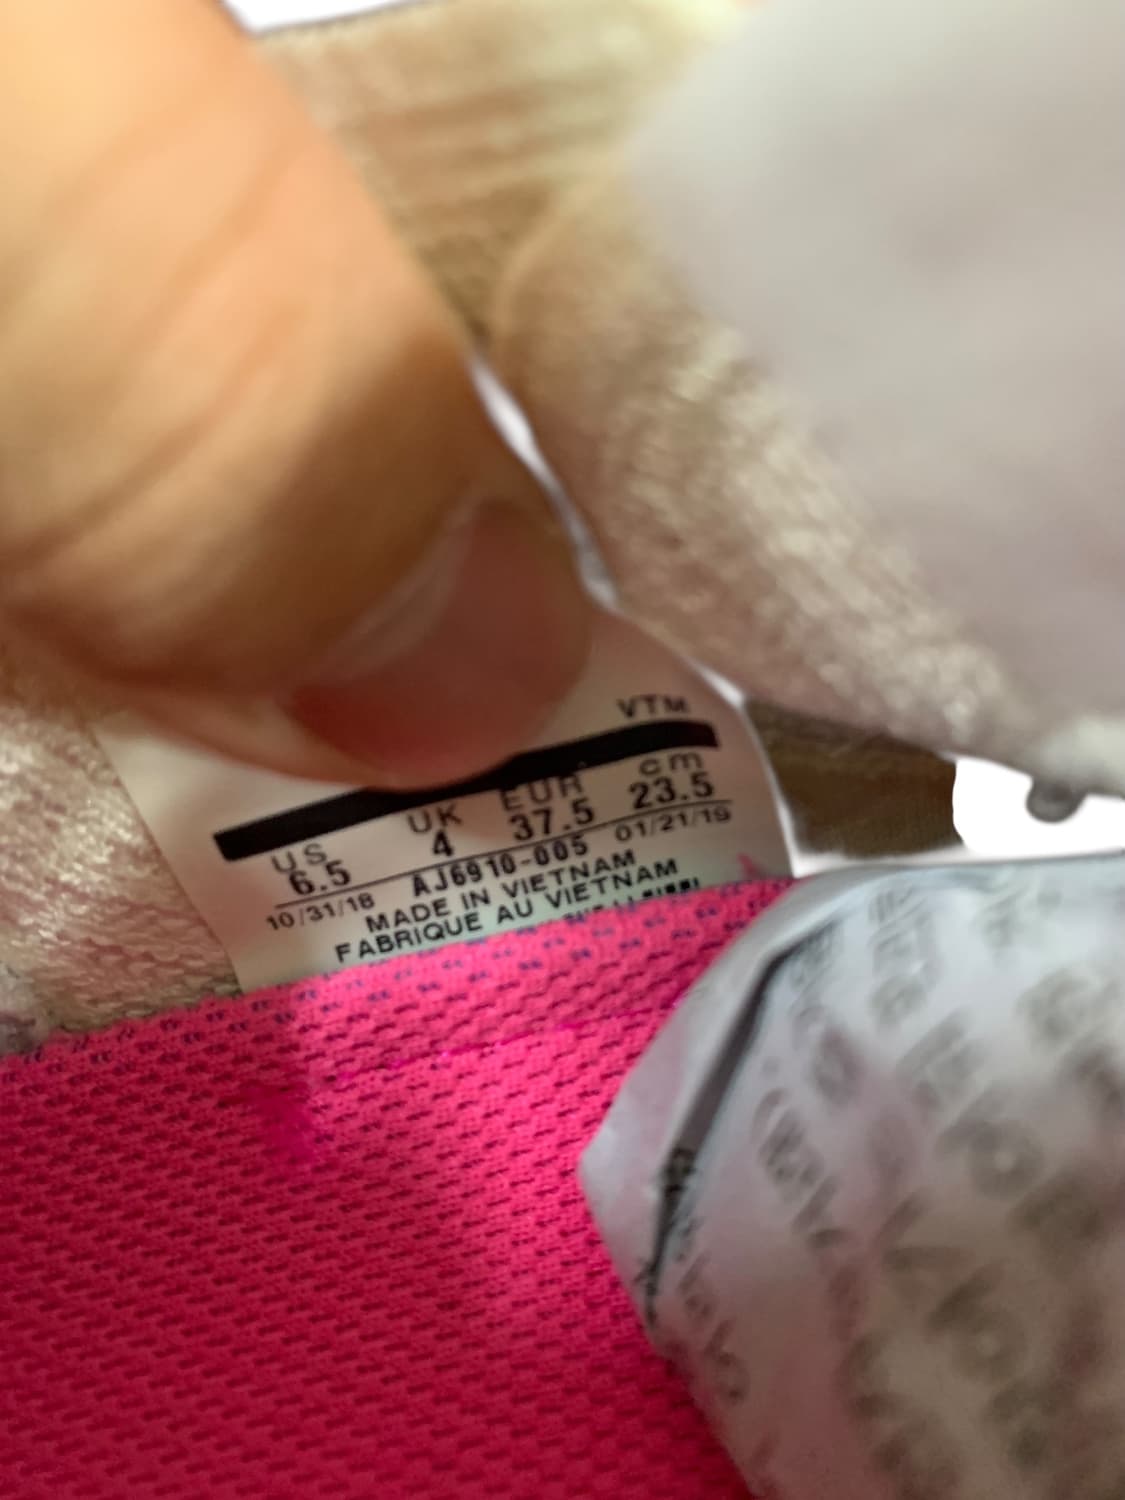 VTM
US UK EUR cm
6.5 4 37.5 23.5
10/31/18 AJ6910-005 01/21/19
MADE IN VIETNAM
FABRIQUE AU VIETNAM